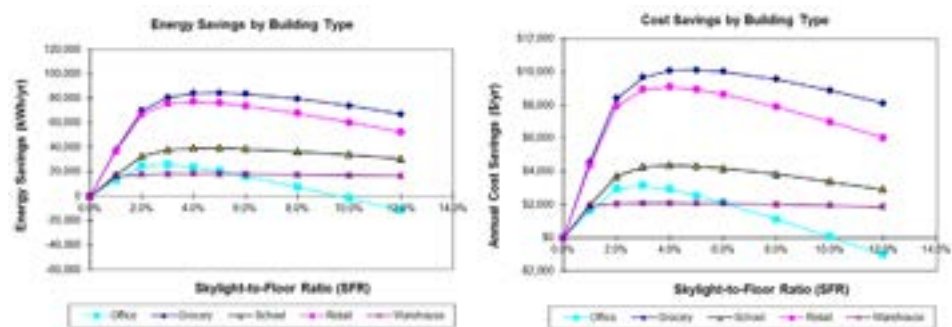 Energy Savings by Building Type
120,000
100,000
80,000
60,000
40,000
20,000
0
-20,000
-40,000
-60,000
0.0% 2.0% 4.0% 6.0% 8.0% 10.0% 12.0% 14.0%
Energy Savings (kWh/yr)
Skylight-to-Floor Ratio (SFR)
Office Grocery School Retail Warehouse
Cost Savings by Building Type
$12,000
$10,000
$8,000
$6,000
$4,000
$2,000
$0
$2,000
0.0% 2.0% 4.0% 6.0% 8.0% 10.0% 12.0% 14.0%
Annual Cost Savings ($/yr)
Skylight-to-Floor Ratio (SFR)
Office Grocery School Retail Warehouse